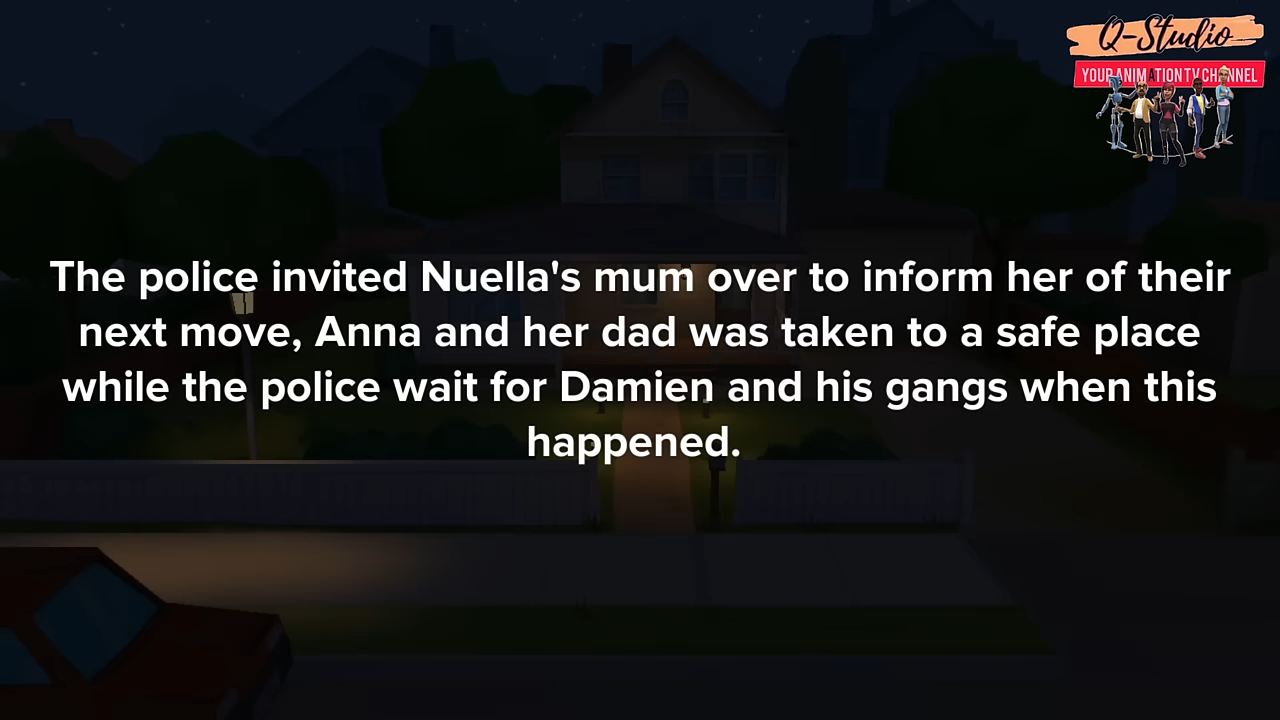 Q-Studio
YOUR ANIMATION TV CHANNEL
The police invited Nuella's mum over to inform her of their
next move, Anna and her dad was taken to a safe place
while the police wait for Damien and his gangs when this
happened.